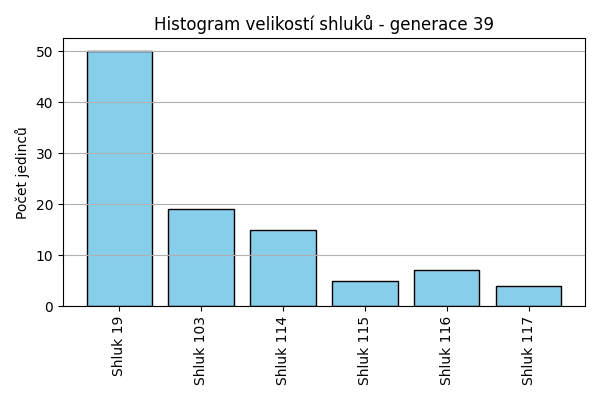 Histogram velikostí shluků - generace 39
Počet jedinců
50
40
30
20
10
0
Shluk 19
Shluk 103
Shluk 114
Shluk 115
Shluk 116
Shluk 117